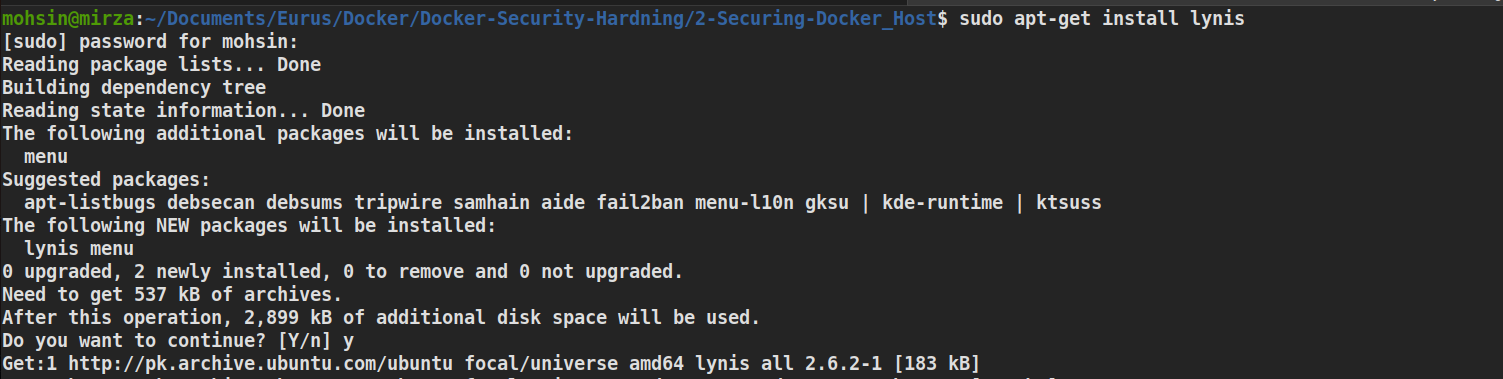 mohsin@mirza:~/Documents/Eurus/Docker/Docker-Security-Hardning/2-Securing-Docker_Host$ sudo apt-get install lynis
[sudo] password for mohsin:
Reading package lists... Done
Building dependency tree
Reading state information... Done
The following additional packages will be installed:
  menu
Suggested packages:
  apt-listbugs debsecan debsums tripwire samhain aide fail2ban menu-l10n gksu | kde-runtime | ktsuss
The following NEW packages will be installed:
  lynis menu
0 upgraded, 2 newly installed, 0 to remove and 0 not upgraded.
Need to get 537 kB of archives.
After this operation, 2,899 kB of additional disk space will be used.
Do you want to continue? [Y/n] y
Get:1 http://pk.archive.ubuntu.com/ubuntu focal/universe amd64 lynis all 2.6.2-1 [183 kB]